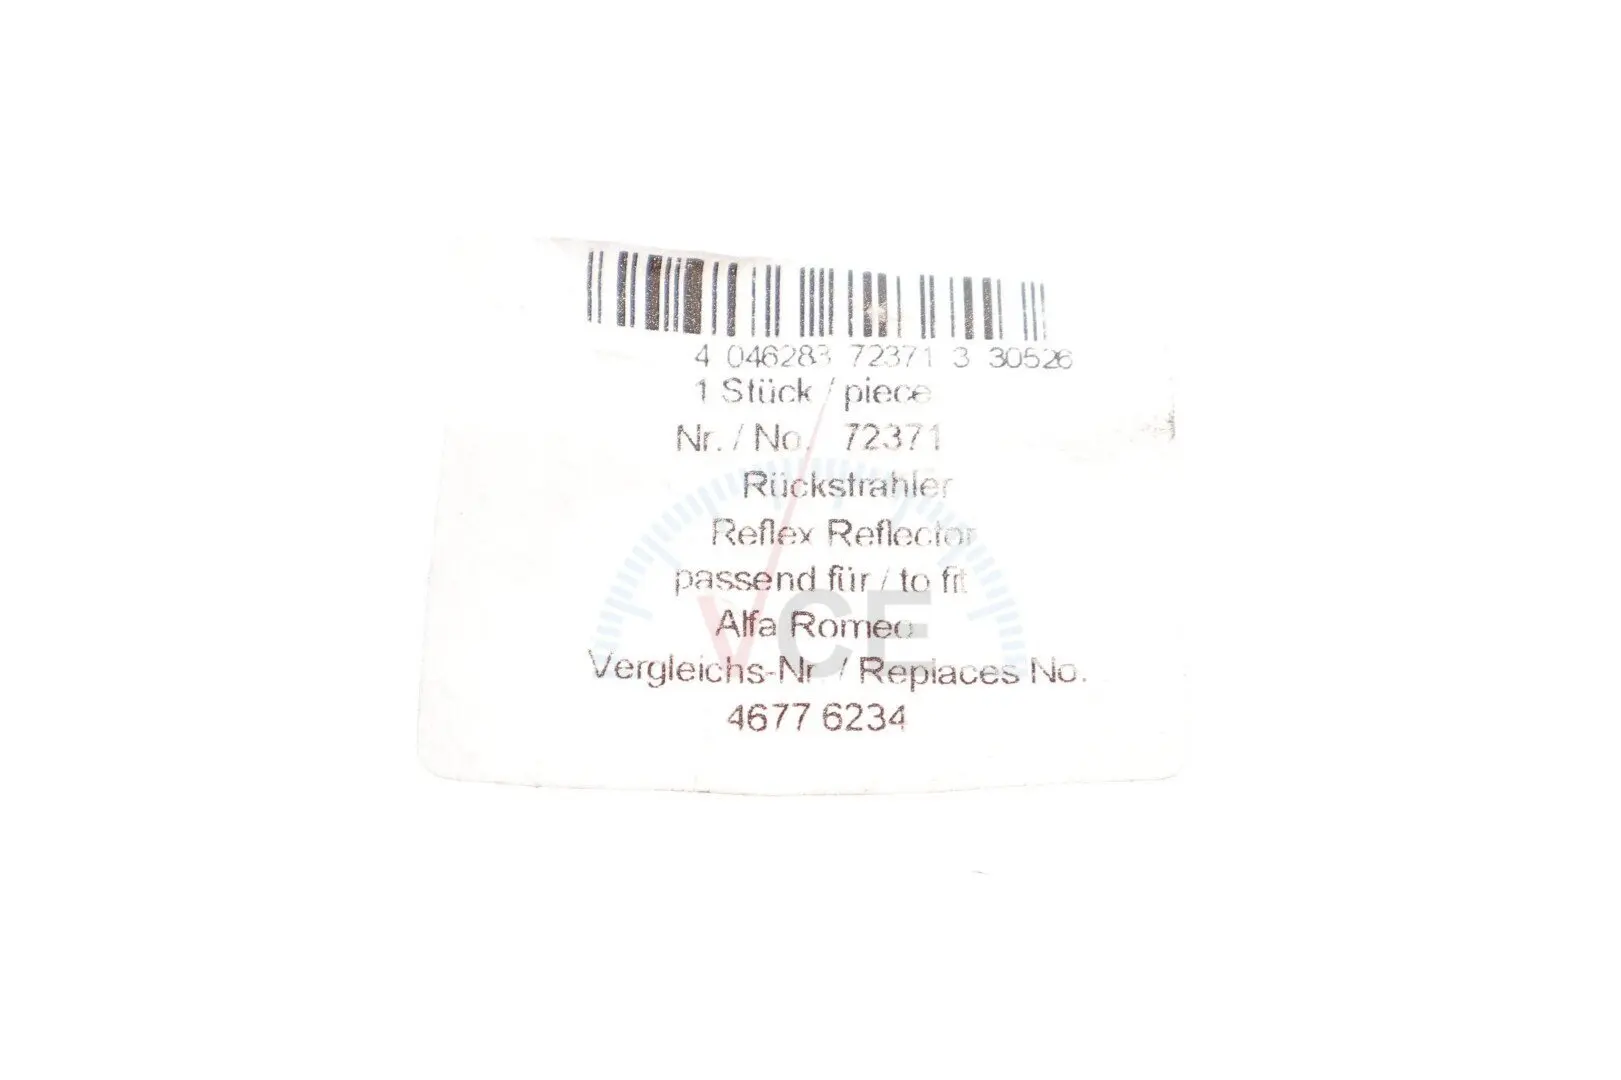 4 046283 72371 3 30526
1 Stück / piece
Nr. / No. 72371
Rückstrahler
Reflex Reflector
passend für / to fit
Alfa Romeo
VCE
Vergleichs-Nr. / Replaces No.
4677 6234